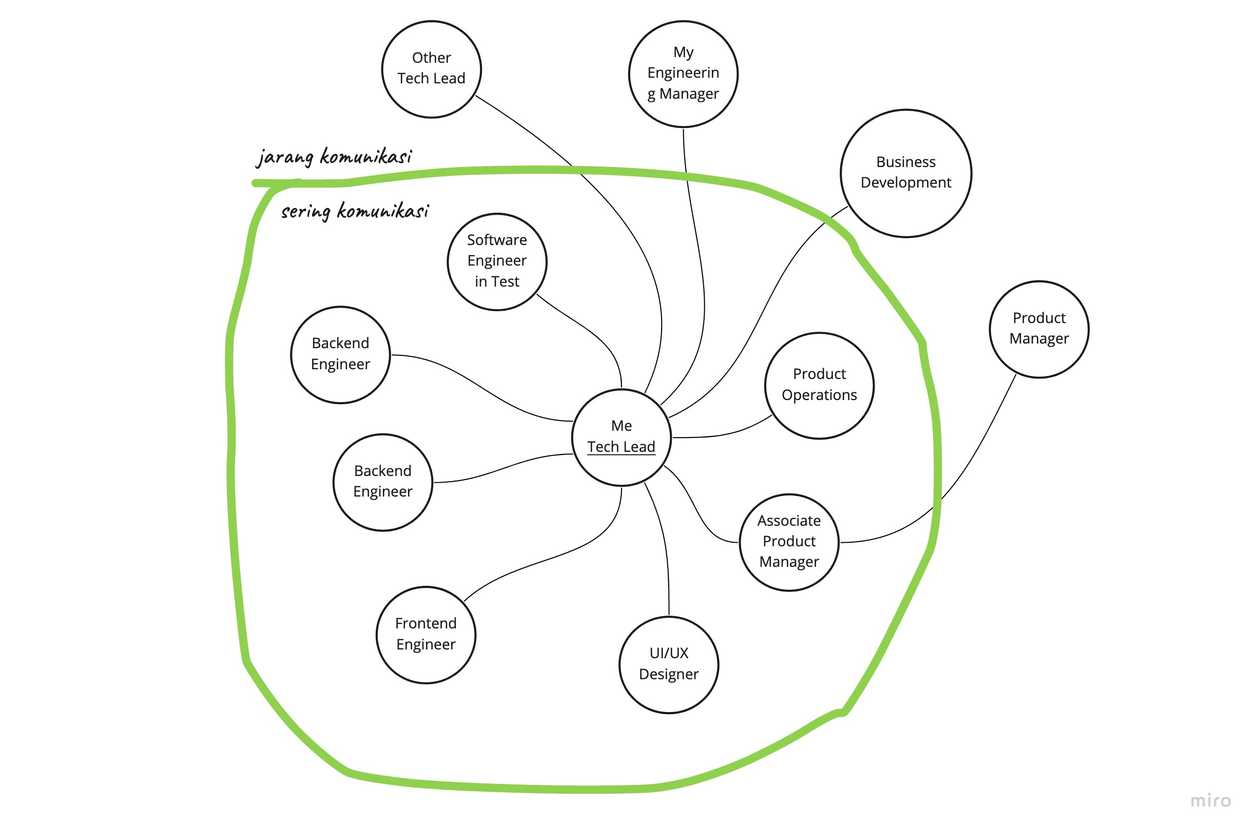 Other
Tech Lead
My
Engineerin
g Manager
Business
Development
jarang komunikasi
sering komunikasi
Software
Engineer
in Test
Product
Manager
Backend
Engineer
Product
Operations
Me
Tech Lead
Backend
Engineer
Associate
Product
Manager
Frontend
Engineer
UI/UX
Designer
miro